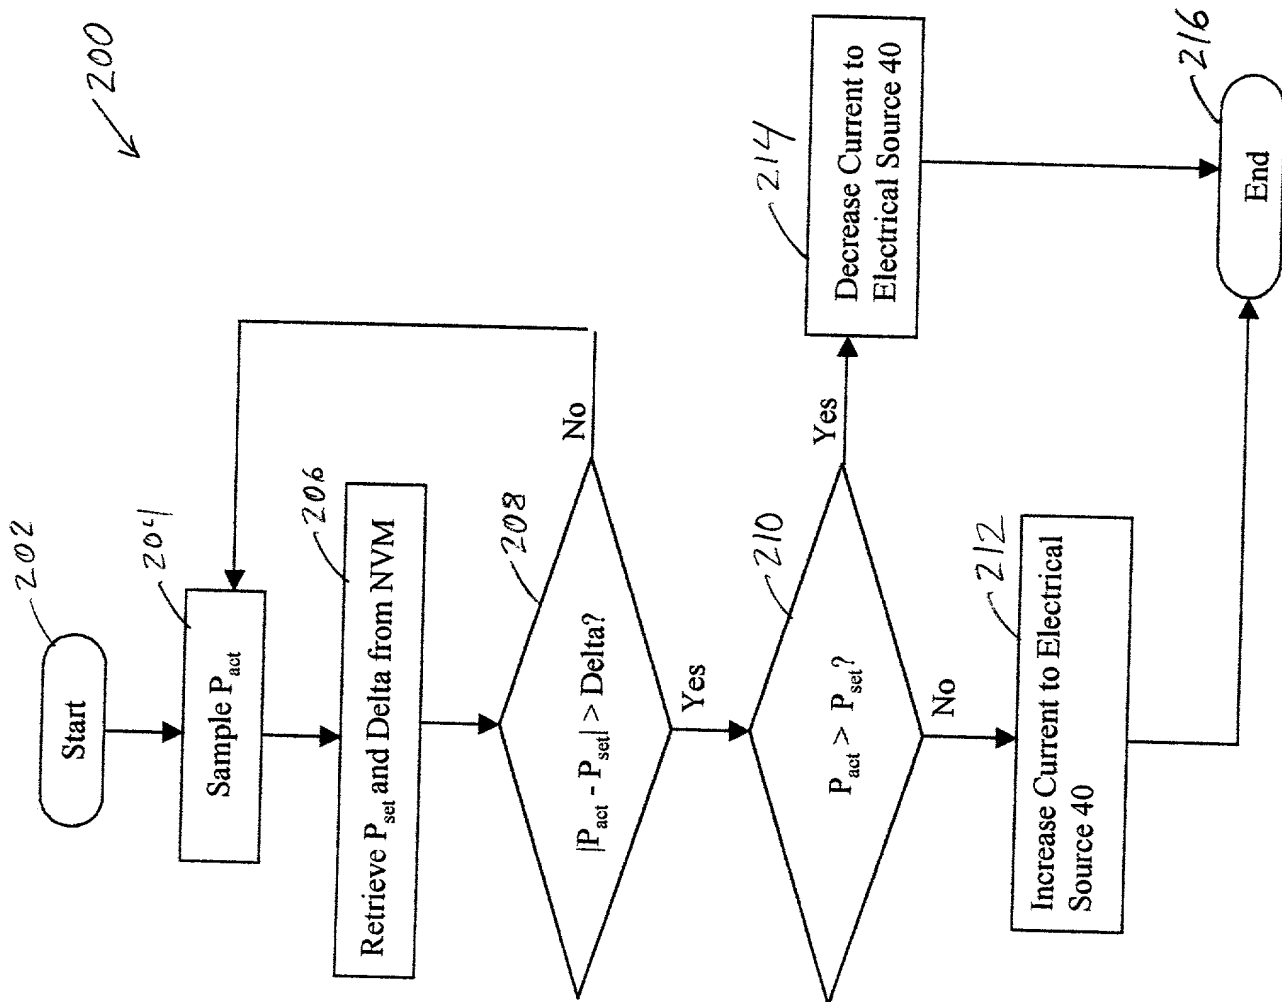 200
202
Start
204
Sample P_act
206
Retrieve P_set and Delta from NVM
208
|P_act - P_set| > Delta?
No
Yes
210
P_act > P_set?
Yes
No
214
Decrease Current to
Electrical Source 40
212
Increase Current to Electrical
Source 40
216
End